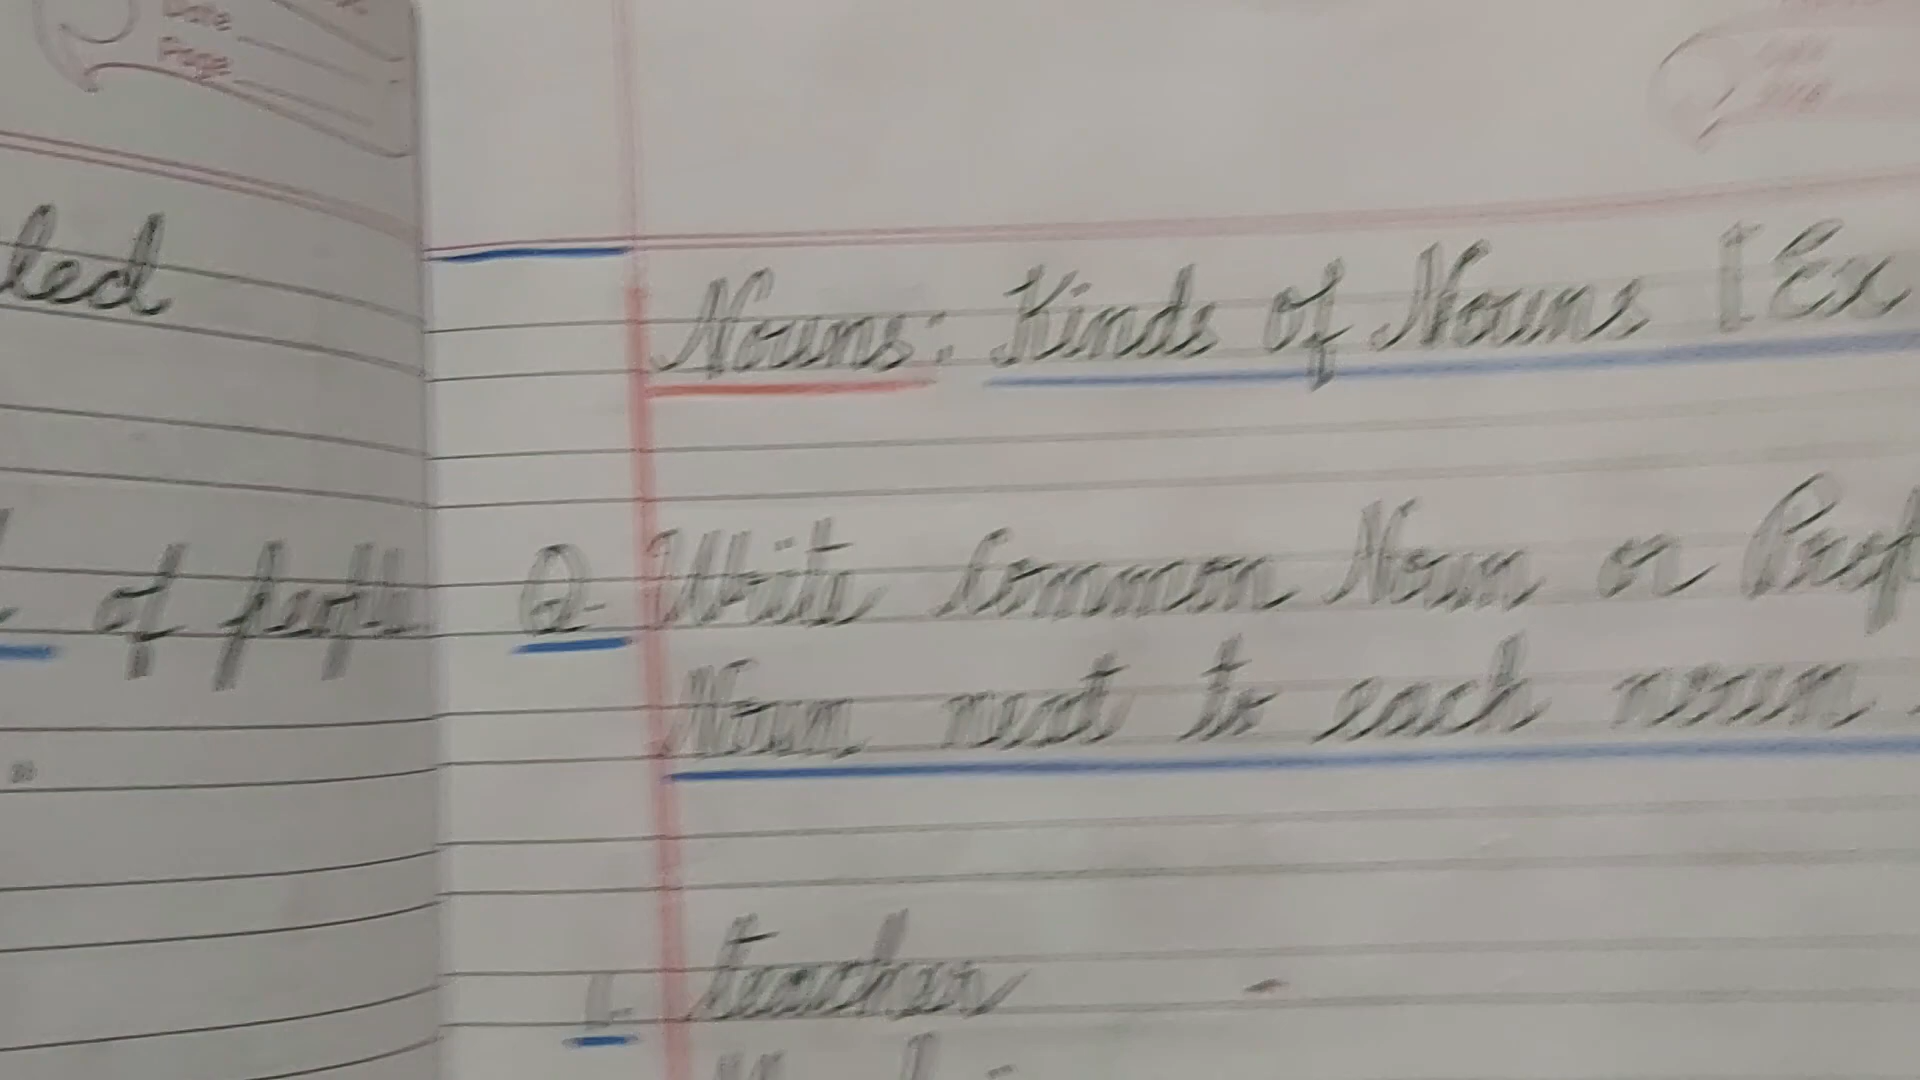 Date
Page
led
of people
Nouns: Kinds of Nouns [Ex
Q. Write Common Noun or Prop
Noun next to each noun.
1. teacher -